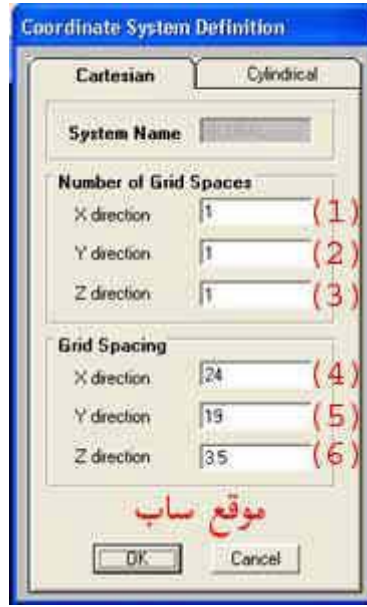 Coordinate System Definition
Cartesian Cylindrical
System Name
Number of Grid Spaces
X direction 1 (1)
Y direction 1 (2)
Z direction 1 (3)
Grid Spacing
X direction 24 (4)
Y direction 19 (5)
Z direction 3.5 (6)
موقع ساب
OK Cancel